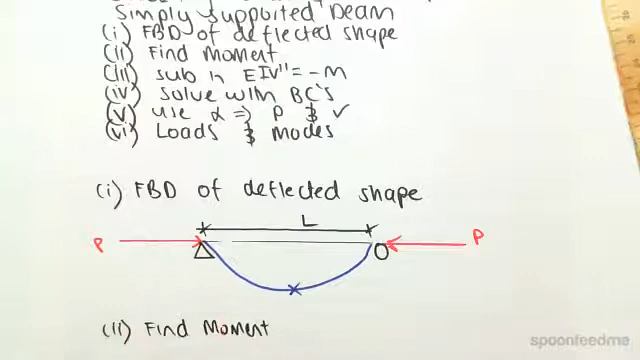 Simply supported beam
(i) FBD of deflected shape
(ii) Find Moment
(iii) sub in EIV" = -M
(iv) solve with BC's
(v) use α => P & v
(vi) Loads & modes
(i) FBD of deflected shape
L
P
P
(ii) Find Moment
spoonfeedme